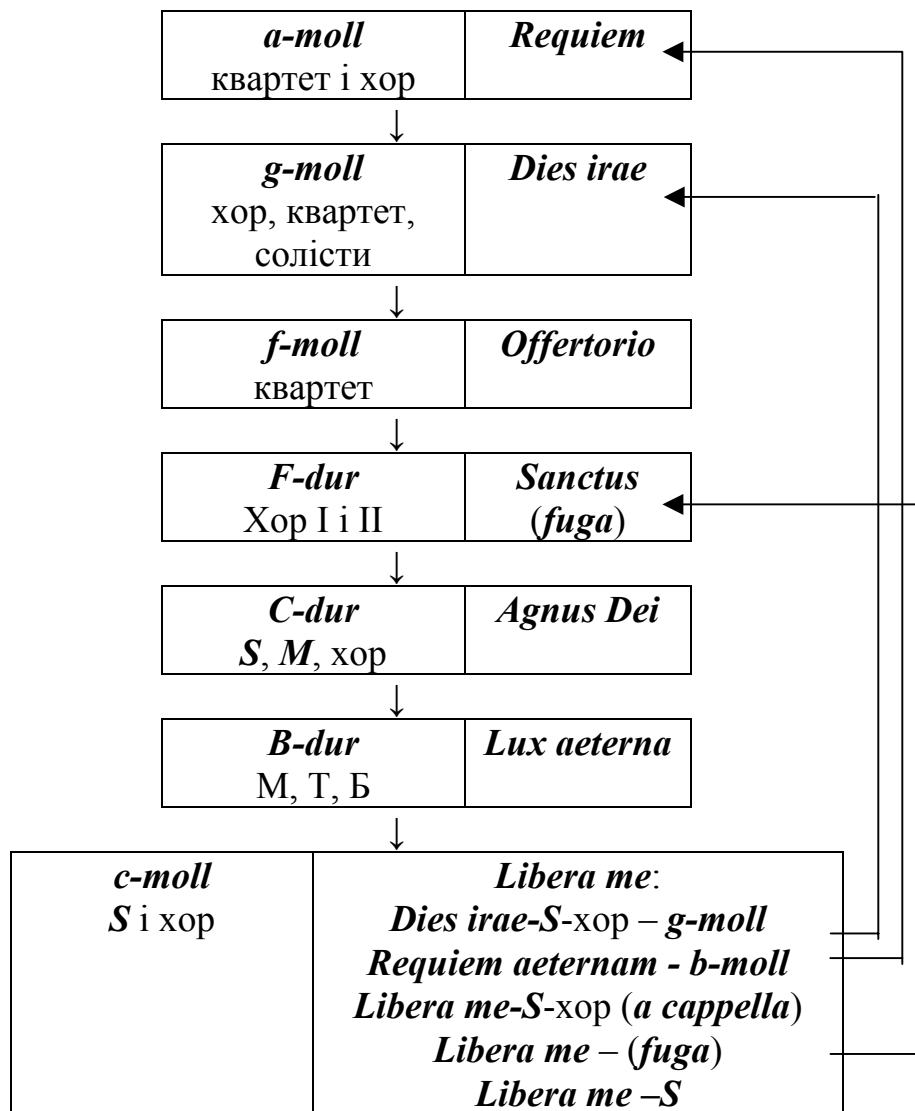 a-moll
квартет і хор
Requiem
↓
g-moll
хор, квартет,
солісти
Dies irae
↓
f-moll
квартет
Offertorio
↓
F-dur
Хор I і II
Sanctus
(fuga)
↓
C-dur
S, M, хор
Agnus Dei
↓
B-dur
М, Т, Б
Lux aeterna
↓
c-moll
S і хор
Libera me:
Dies irae-S-хор – g-moll
Requiem aeternam - b-moll
Libera me-S-хор (a cappella)
Libera me – (fuga)
Libera me –S